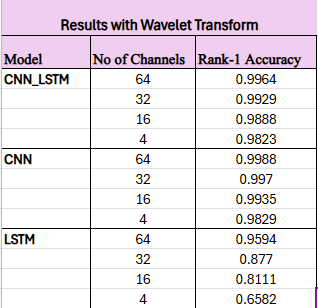 Results with Wavelet Transform
Model No of Channels Rank-1 Accuracy
CNN_LSTM 64 0.9964
32 0.9929
16 0.9888
4 0.9823
CNN 64 0.9988
32 0.997
16 0.9935
4 0.9829
LSTM 64 0.9594
32 0.877
16 0.8111
4 0.6582